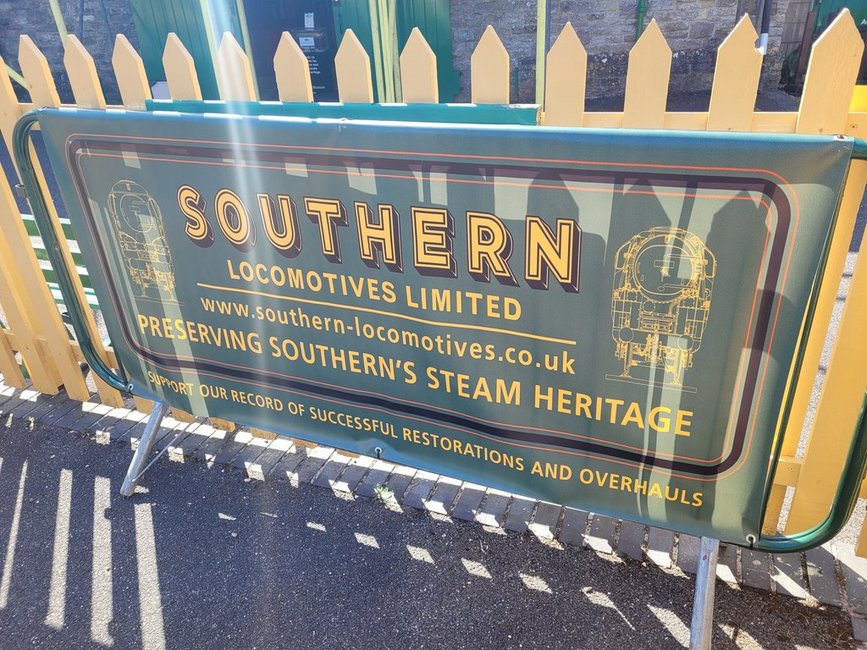 SOUTHERN
LOCOMOTIVES LIMITED
www.southern-locomotives.co.uk
PRESERVING SOUTHERN'S STEAM HERITAGE
SUPPORT OUR RECORD OF SUCCESSFUL RESTORATIONS AND OVERHAULS